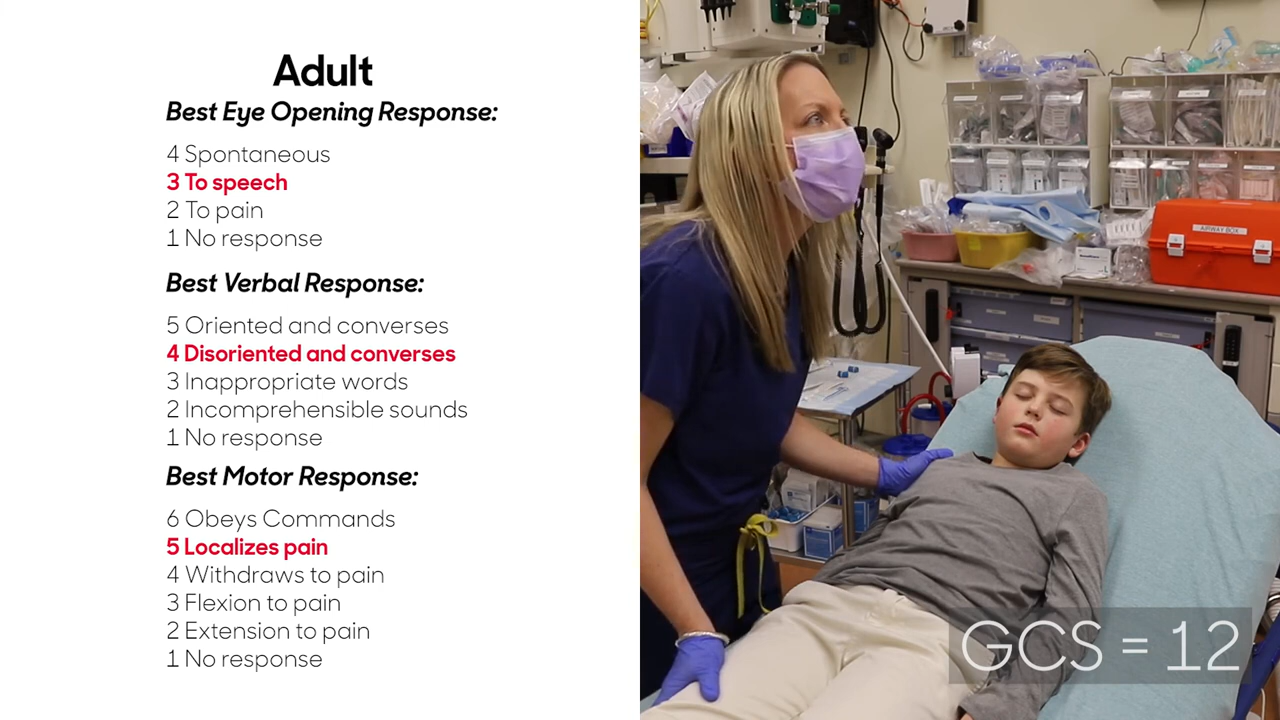 Adult
Best Eye Opening Response:
4 Spontaneous
3 To speech
2 To pain
1 No response
Best Verbal Response:
5 Oriented and converses
4 Disoriented and converses
3 Inappropriate words
2 Incomprehensible sounds
1 No response
Best Motor Response:
6 Obeys Commands
5 Localizes pain
4 Withdraws to pain
3 Flexion to pain
2 Extension to pain
1 No response
AIRWAY BOX
GCS = 12